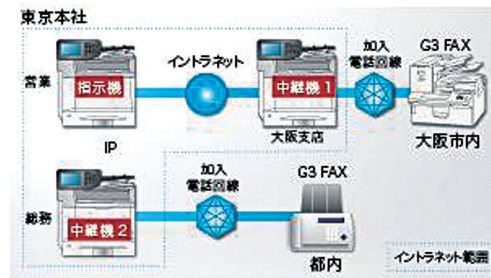 東京本社
営業
指示機
イントラネット
中継機1
大阪支店
加入
電話回線
G3 FAX
大阪市内
IP
総務
中継機2
加入
電話回線
G3 FAX
都内
イントラネット範囲